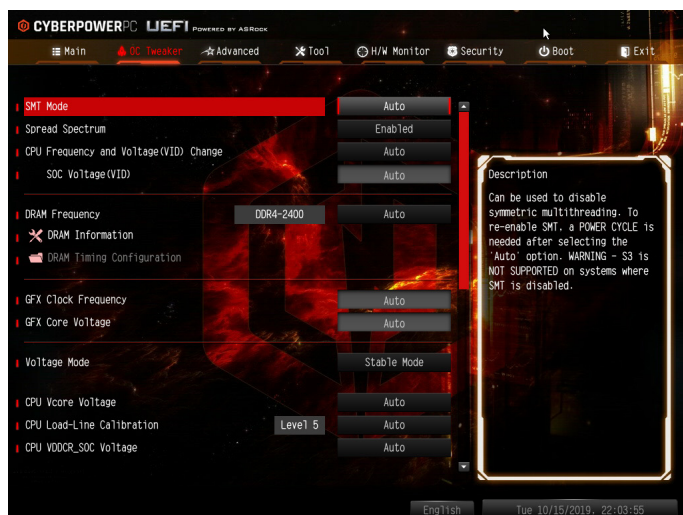 CYBERPOWERPC UEFI POWERED BY ASROCK
Main OC Tweaker Advanced Tool H/W Monitor Security Boot Exit
SMT Mode Auto
Spread Spectrum Enabled
CPU Frequency and Voltage(VID) Change Auto
SOC Voltage(VID) Auto
DRAM Frequency DDR4-2400 Auto
DRAM Information
DRAM Timing Configuration
GFX Clock Frequency Auto
GFX Core Voltage Auto
Voltage Mode Stable Mode
CPU Vcore Voltage Auto
CPU Load-Line Calibration Level 5 Auto
CPU VDDCR_SOC Voltage Auto
Description
Can be used to disable
symmetric multithreading. To
re-enable SMT, a POWER CYCLE is
needed after selecting the
'Auto' option. WARNING - S3 is
NOT SUPPORTED on systems where
SMT is disabled.
English Tue 10/15/2019, 22:03:55